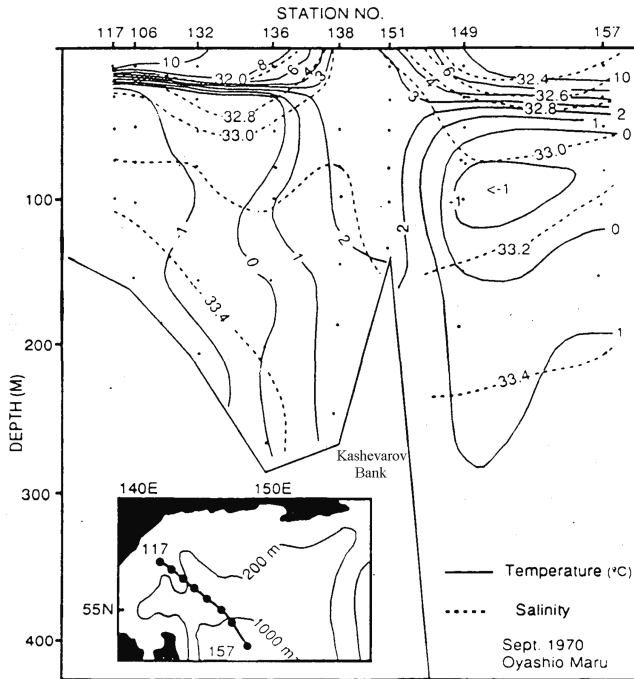 STATION NO.
117 106 132 136 138 151 149 157
10 8 6 4 3 3 4 6 10
32.0 32.4
32.6
32.8 32.8 2
33.0 1
33.0 0
100 -1 <-1
1 0 1 2 2 0
33.2
33.4
200 1
33.4
DEPTH (M)
Kashevarov
Bank
300
140E 150E
117
200 m
55N
1000 m
157
400
Temperature (ºC)
Salinity
Sept. 1970
Oyashio Maru